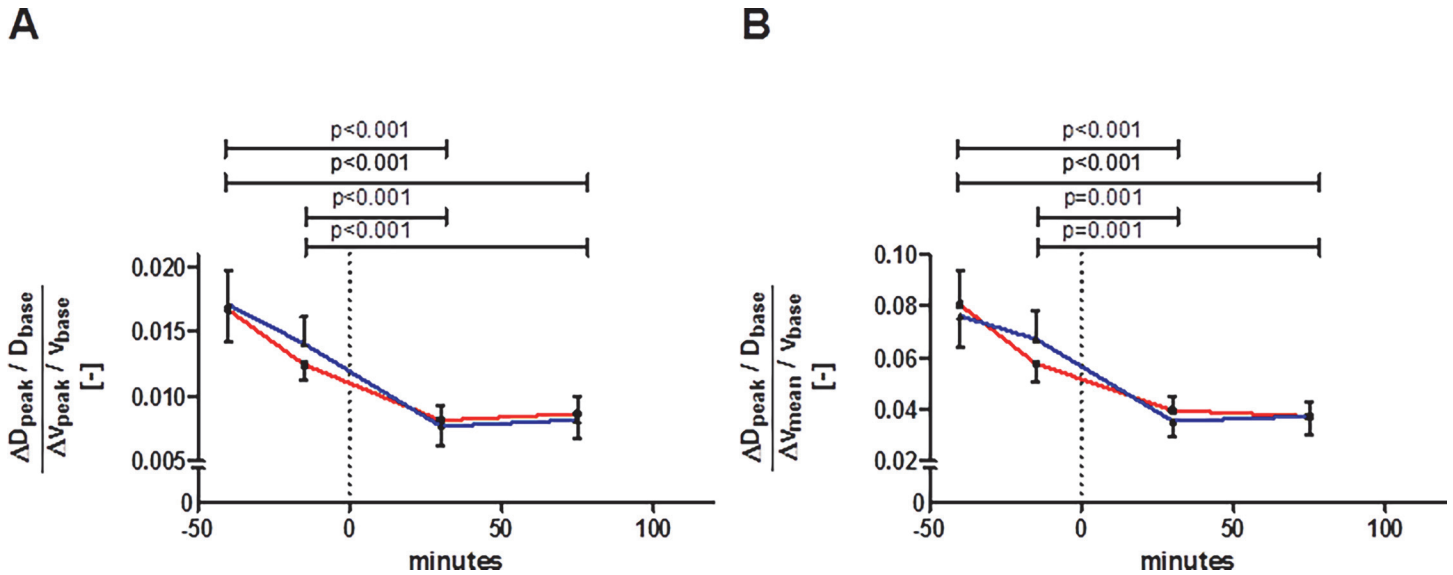 A
p<0.001
p<0.001
p<0.001
p<0.001
ΔDpeak / Dbase
Δvpeak / vbase
[-]
0.020
0.015
0.010
0.005
0
-50
0
50
100
minutes
B
p<0.001
p<0.001
p=0.001
p=0.001
ΔDpeak / Dbase
Δvmean / vbase
[-]
0.10
0.08
0.06
0.04
0.02
0
-50
0
50
100
minutes